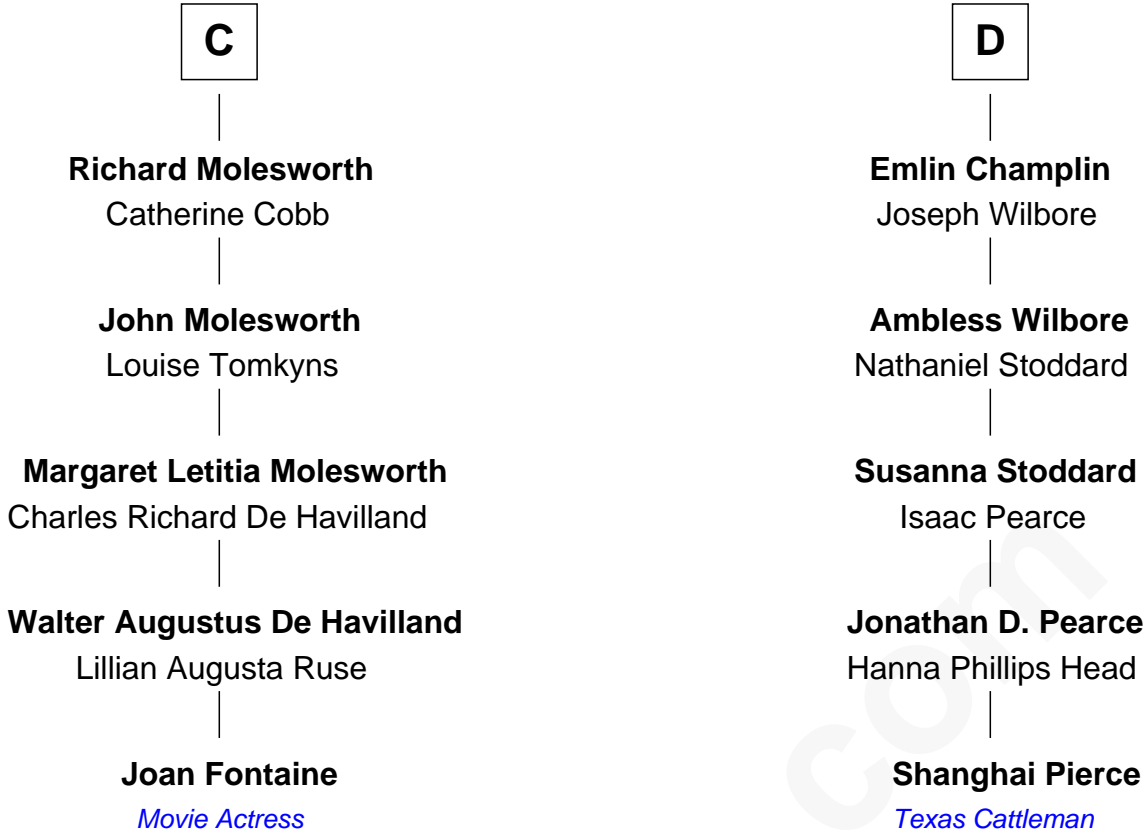 C
D
Richard Molesworth
Catherine Cobb
Emlin Champlin
Joseph Wilbore
John Molesworth
Louise Tomkyns
Ambless Wilbore
Nathaniel Stoddard
Margaret Letitia Molesworth
Charles Richard De Havilland
Susanna Stoddard
Isaac Pearce
Walter Augustus De Havilland
Lillian Augusta Ruse
Jonathan D. Pearce
Hanna Phillips Head
Joan Fontaine
Movie Actress
Shanghai Pierce
Texas Cattleman
com